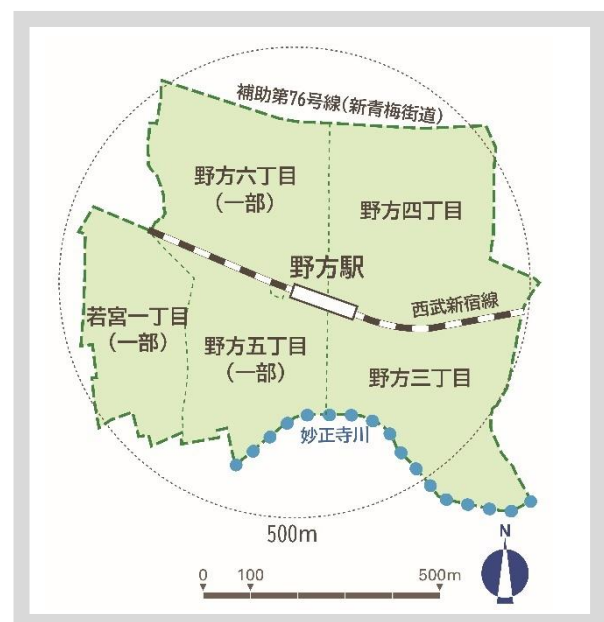 補助第76号線(新青梅街道)
野方六丁目
(一部)
野方四丁目
野方駅
西武新宿線
若宮一丁目
(一部)
野方五丁目
(一部)
野方三丁目
妙正寺川
500m
N
0 100 500m